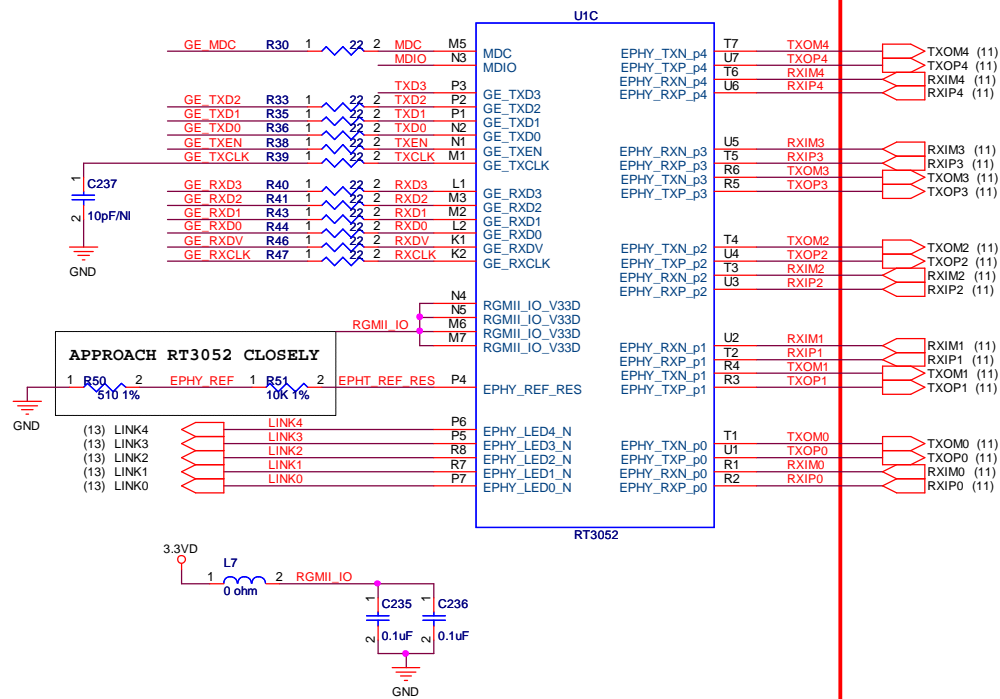 U1C
GE_MDC R30 1 22 2 MDC M5 MDC EPHY_TXN_p4 T7 TXOM4 TXOM4 (11)
MDIO N3 MDIO EPHY_TXP_p4 U7 TXOP4 TXOP4 (11)
EPHY_RXN_p4 T6 RXIM4 RXIM4 (11)
TXD3 P3 GE_TXD3 EPHY_RXP_p4 U6 RXIP4 RXIP4 (11)
GE_TXD2 R33 1 22 2 TXD2 P2 GE_TXD2
GE_TXD1 R35 1 22 2 TXD1 P1 GE_TXD1
GE_TXD0 R36 1 22 2 TXD0 N2 GE_TXD0
GE_TXEN R38 1 22 2 TXEN N1 GE_TXEN EPHY_RXN_p3 U5 RXIM3 RXIM3 (11)
GE_TXCLK R39 1 22 2 TXCLK M1 GE_TXCLK EPHY_RXP_p3 T5 RXIP3 RXIP3 (11)
EPHY_TXN_p3 R6 TXOM3 TXOM3 (11)
1 C237
GE_RXD3 R40 1 22 2 RXD3 L1 GE_RXD3 EPHY_TXP_p3 R5 TXOP3 TXOP3 (11)
GE_RXD2 R41 1 22 2 RXD2 M3 GE_RXD2
2 10pF/NI
GE_RXD1 R43 1 22 2 RXD1 M2 GE_RXD1
GE_RXD0 R44 1 22 2 RXD0 L2 GE_RXD0
GE_RXDV R46 1 22 2 RXDV K1 GE_RXDV EPHY_TXN_p2 T4 TXOM2 TXOM2 (11)
GE_RXCLK R47 1 22 2 RXCLK K2 GE_RXCLK EPHY_TXP_p2 U4 TXOP2 TXOP2 (11)
GND
EPHY_RXN_p2 T3 RXIM2 RXIM2 (11)
EPHY_RXP_p2 U3 RXIP2 RXIP2 (11)
N4 RGMII_IO_V33D
N5 RGMII_IO_V33D
RGMII_IO M6 RGMII_IO_V33D
M7 RGMII_IO_V33D EPHY_RXN_p1 U2 RXIM1 RXIM1 (11)
APPROACH RT3052 CLOSELY
EPHY_RXP_p1 T2 RXIP1 RXIP1 (11)
EPHY_TXN_p1 R4 TXOM1 TXOM1 (11)
1 R50 2 EPHY_REF 1 R51 2 EPHT_REF_RES P4 EPHY_REF_RES EPHY_TXP_p1 R3 TXOP1 TXOP1 (11)
510 1% 10K 1%
GND
(13) LINK4 LINK4 P6 EPHY_LED4_N
(13) LINK3 LINK3 P5 EPHY_LED3_N EPHY_TXN_p0 T1 TXOM0 TXOM0 (11)
(13) LINK2 LINK2 R8 EPHY_LED2_N EPHY_TXP_p0 U1 TXOP0 TXOP0 (11)
(13) LINK1 LINK1 R7 EPHY_LED1_N EPHY_RXN_p0 R1 RXIM0 RXIM0 (11)
(13) LINK0 LINK0 P7 EPHY_LED0_N EPHY_RXP_p0 R2 RXIP0 RXIP0 (11)
RT3052
3.3VD
L7
1 2 RGMII_IO
0 ohm
1 C235 1 C236
2 0.1uF 2 0.1uF
GND